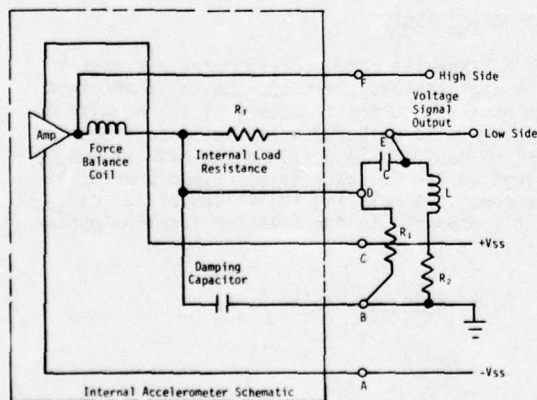 F
High Side
Voltage
Signal
Output
R₃
E
Low Side
Amp
Force
Balance
Coil
Internal Load
Resistance
C
D
L
R₁
C
+Vss
Damping
Capacitor
R₂
B
A
-Vss
Internal Accelerometer Schematic